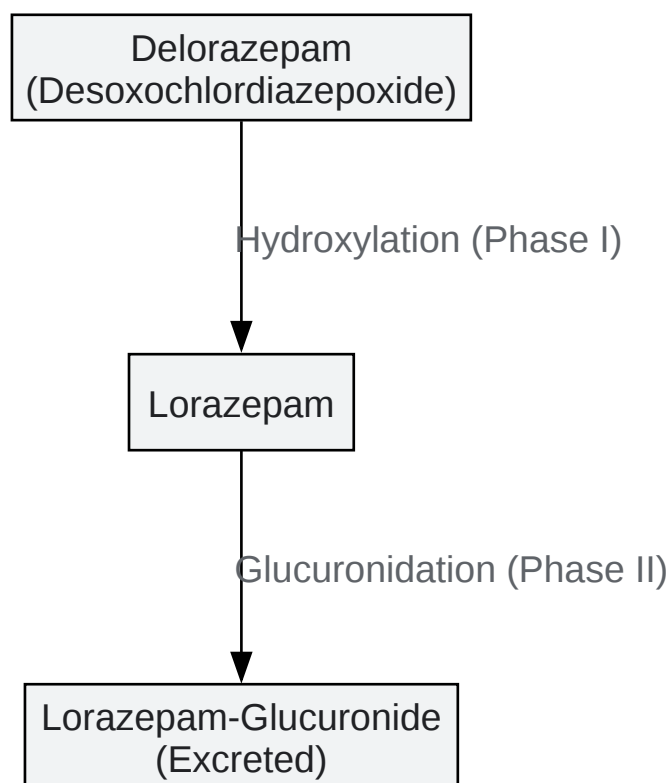 Delorazepam
(Desoxochlordiazepoxide)
Hydroxylation (Phase I)
Lorazepam
Glucuronidation (Phase II)
Lorazepam-Glucuronide
(Excreted)